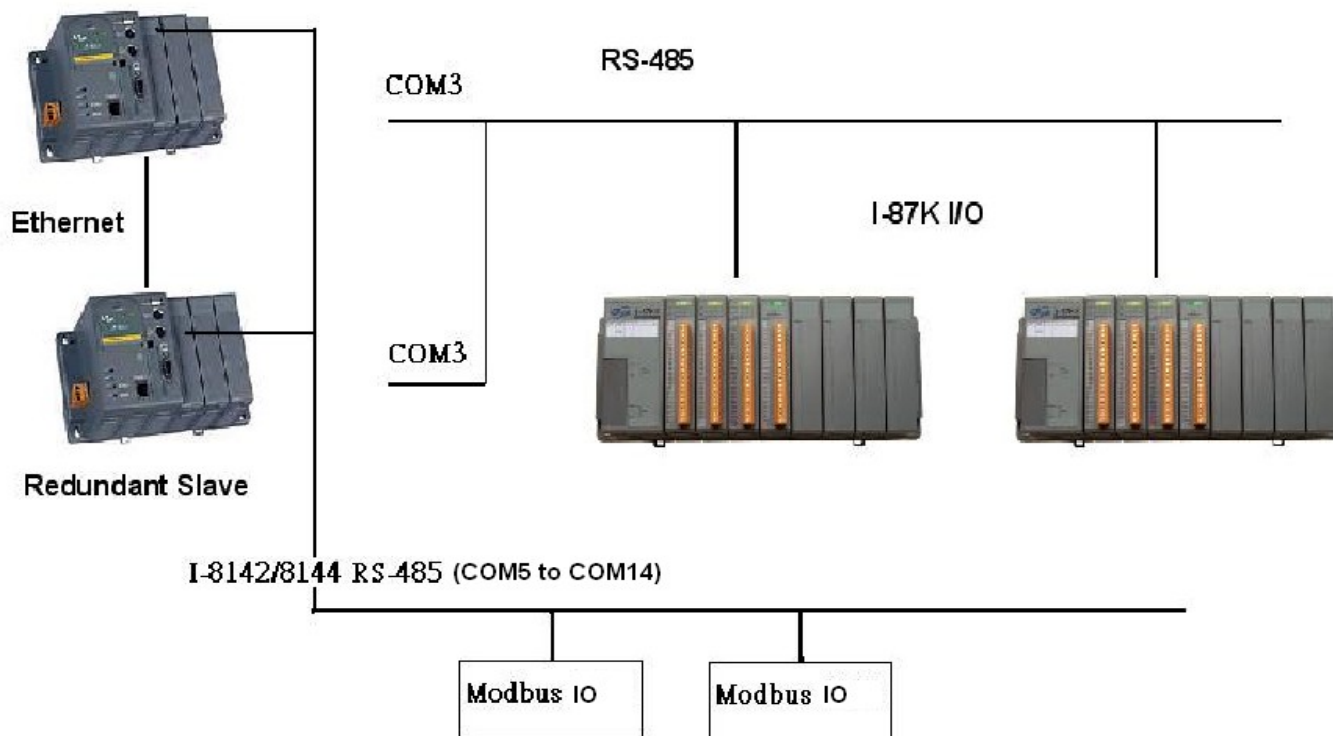 RS-485
COM3
Ethernet
I-87K I/O
COM3
Redundant Slave
I-8142/8144 RS-485 (COM5 to COM14)
Modbus IO
Modbus IO